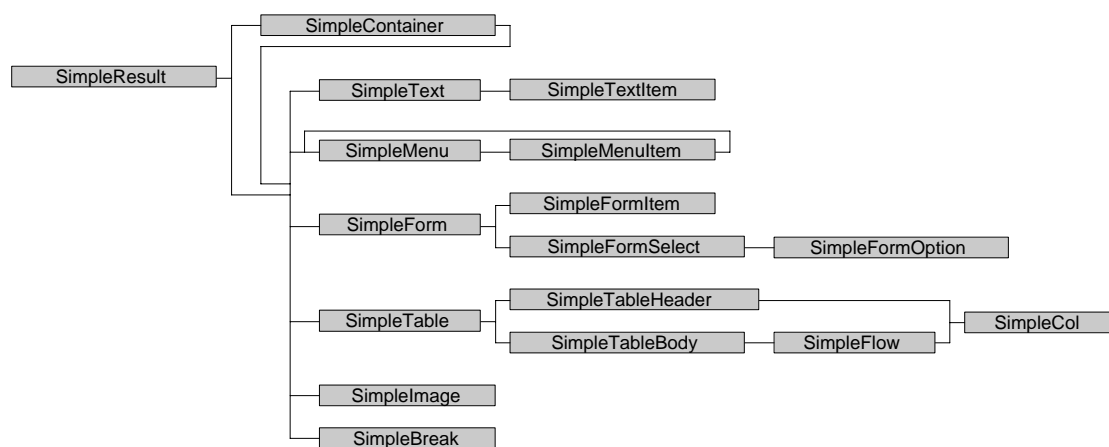 SimpleContainer
SimpleResult
SimpleText
SimpleTextItem
SimpleMenu
SimpleMenuItem
SimpleFormItem
SimpleForm
SimpleFormSelect
SimpleFormOption
SimpleTableHeader
SimpleTable
SimpleCol
SimpleTableBody
SimpleFlow
SimpleImage
SimpleBreak